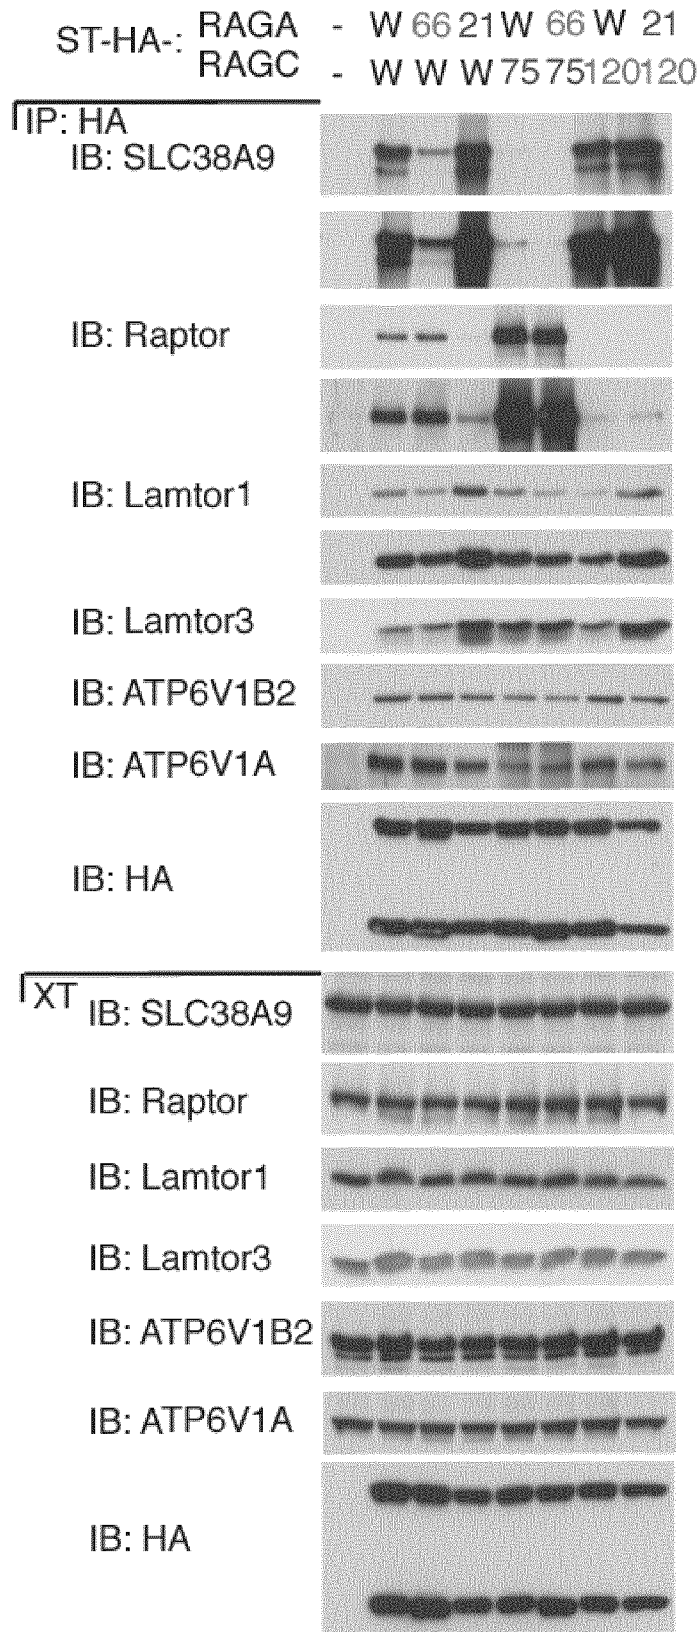 ST-HA-: RAGA - W 66 21 W 66 W 21
RAGC - W W W 75 75 120 120
IP: HA
IB: SLC38A9
IB: Raptor
IB: Lamtor1
IB: Lamtor3
IB: ATP6V1B2
IB: ATP6V1A
IB: HA
XT
IB: SLC38A9
IB: Raptor
IB: Lamtor1
IB: Lamtor3
IB: ATP6V1B2
IB: ATP6V1A
IB: HA